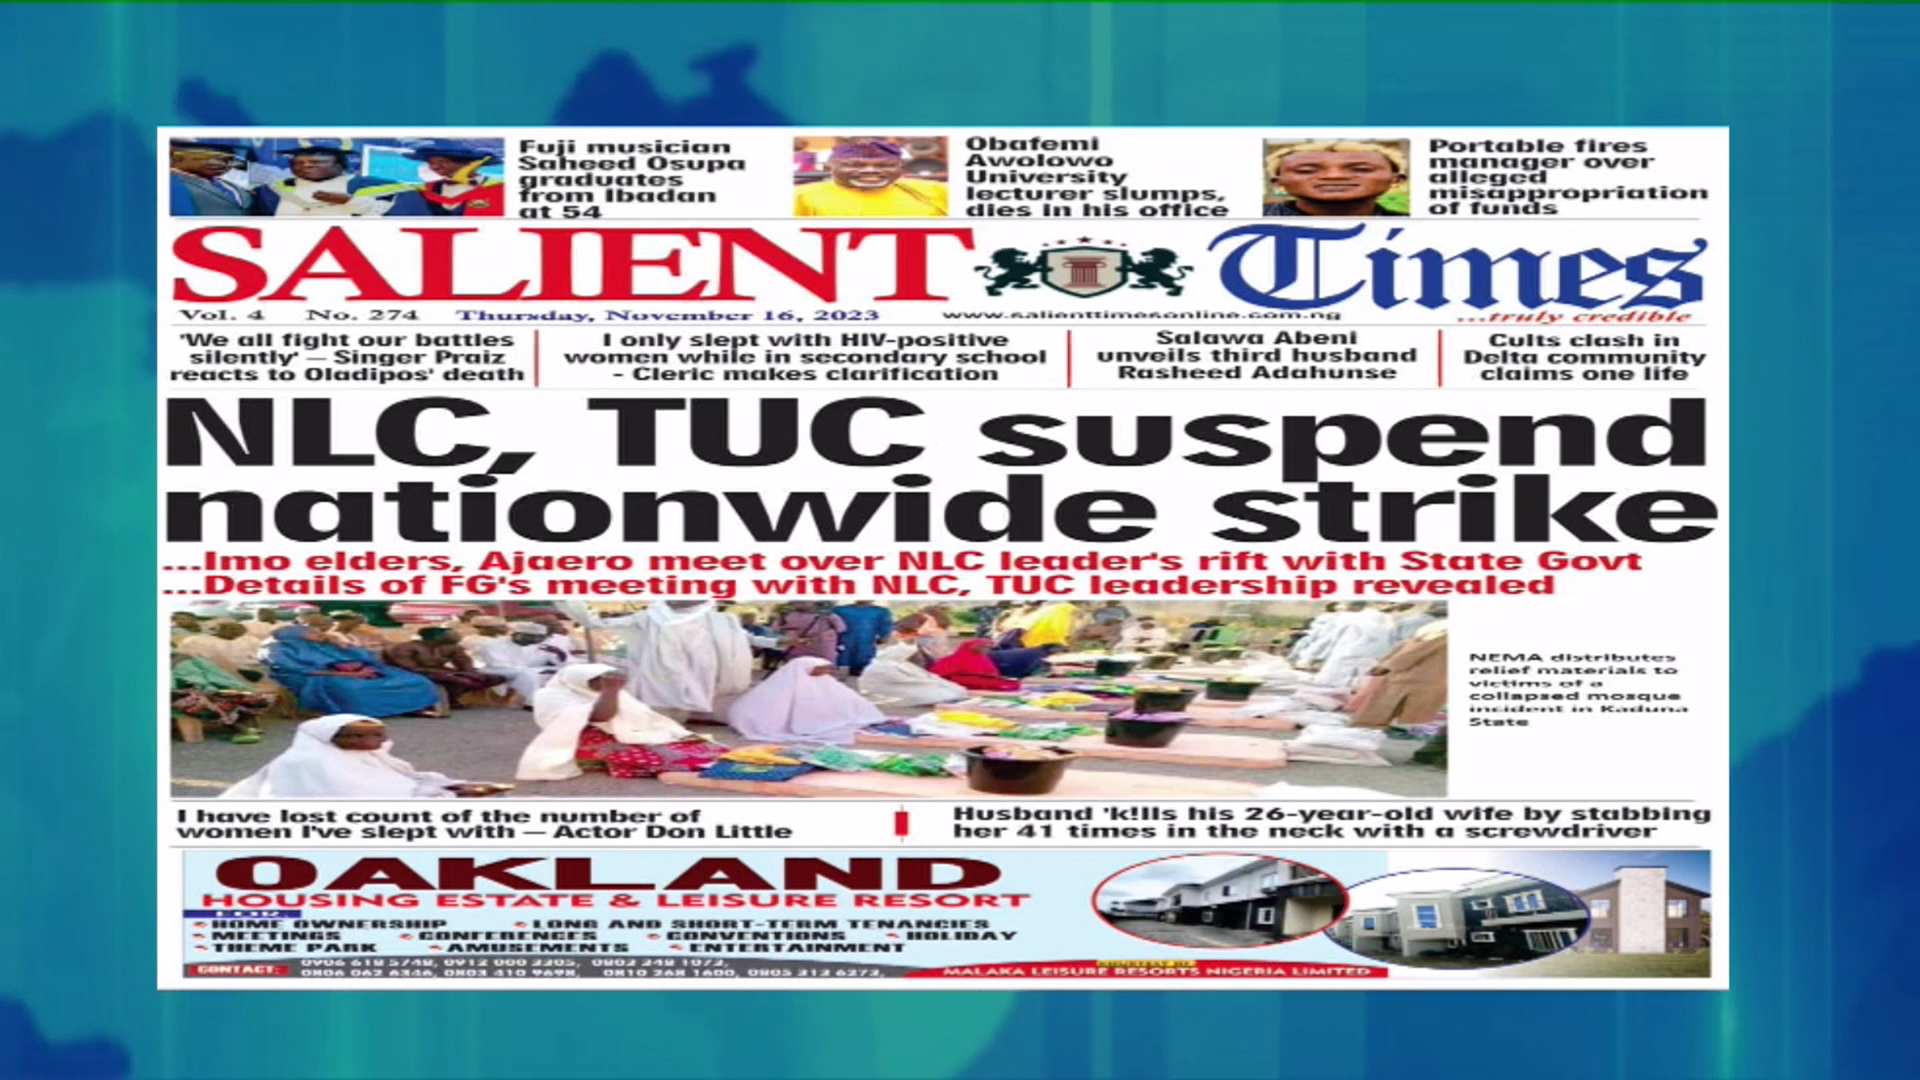 Fuji musician
Saheed Osupa
graduates
from Ibadan
at 54
Obafemi
Awolowo
University
lecturer slumps,
dies in his office
Portable fires
manager over
alleged
misappropriation
of funds
SALIENT Times
Vol. 4 No. 274 Thursday, November 16, 2023 www.salienttimesonline.com.ng ...truly credible
'We all fight our battles
silently' – Singer Praiz
reacts to Oladipos' death
I only slept with HIV-positive
women while in secondary school
- Cleric makes clarification
Salawa Abeni
unveils third husband
Rasheed Adahunse
Cults clash in
Delta community
claims one life
NLC, TUC suspend
nationwide strike
...Imo elders, Ajaero meet over NLC leader's rift with State Govt
...Details of FG's meeting with NLC, TUC leadership revealed
NEMA distributes
relief materials to
victims of a
collapsed mosque
incident in Kaduna
State
I have lost count of the number of
women I've slept with – Actor Don Little
Husband 'k!lls his 26-year-old wife by stabbing
her 41 times in the neck with a screwdriver
OAKLAND
HOUSING ESTATE & LEISURE RESORT
HOME OWNERSHIP LONG AND SHORT-TERM TENANCIES
MEETINGS CONFERENCES CONVENTIONS HOLIDAY
THEME PARK AMUSEMENTS ENTERTAINMENT
CONTACT:
MALAKA LEISURE RESORTS NIGERIA LIMITED